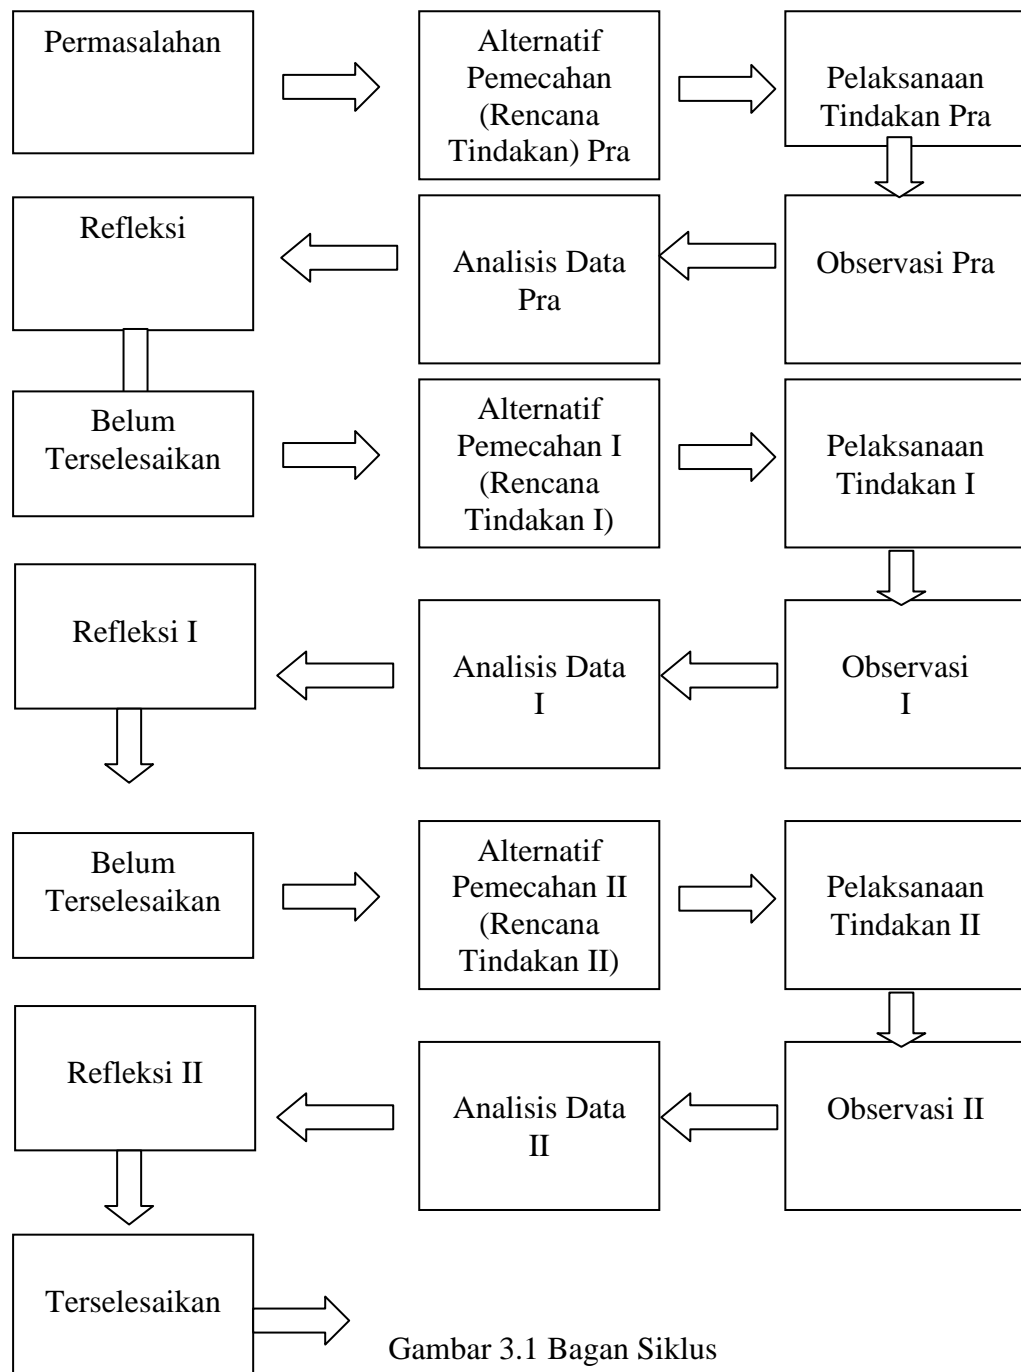 Permasalahan
Alternatif
Pemecahan
(Rencana
Tindakan) Pra
Pelaksanaan
Tindakan Pra
Refleksi
Analisis Data
Pra
Observasi Pra
Belum
Terselesaikan
Alternatif
Pemecahan I
(Rencana
Tindakan I)
Pelaksanaan
Tindakan I
Refleksi I
Analisis Data
I
Observasi
I
Belum
Terselesaikan
Alternatif
Pemecahan II
(Rencana
Tindakan II)
Pelaksanaan
Tindakan II
Refleksi II
Analisis Data
II
Observasi II
Terselesaikan
Gambar 3.1 Bagan Siklus